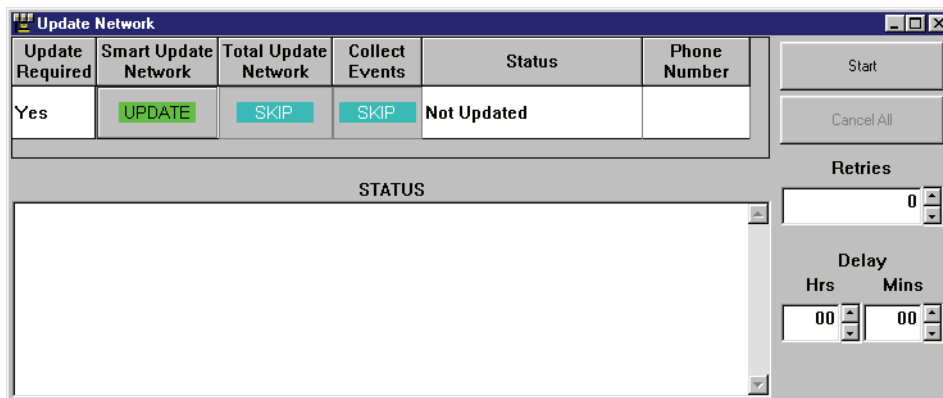 Update Network
Update Required Smart Update Network Total Update Network Collect Events Status Phone Number
Yes UPDATE SKIP SKIP Not Updated
Start
Cancel All
Retries
0
STATUS
Delay
Hrs Mins
00 00